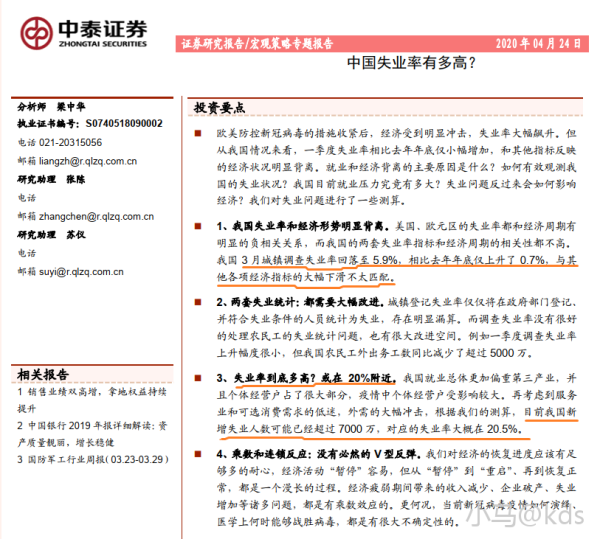 中泰证券
ZHONGTAI SECURITIES
证券研究报告/宏观策略专题报告
2020 年 04 月 24 日
中国失业率有多高？
分析师 梁中华
执业证书编号：S0740518090002
电话 021-20315056
邮箱 liangzh@r.qlzq.com.cn
研究助理 张陈
电话
邮箱 zhangchen@r.qlzq.com.cn
研究助理 苏仪
电话
邮箱 suyi@r.qlzq.com.cn
相关报告
1 销售业绩双高增，拿地权益持续
提升
2 中国银行 2019 年报详细解读：资
产质量靓丽，增长稳健
3 国防军工行业周报（03.23-03.29）
投资要点
欧美防控新冠病毒的措施收紧后，经济受到明显冲击，失业率大幅飙升。但
从我国情况来看，一季度失业率相比去年年底仅小幅增加，和其他指标反映
的经济状况明显背离。就业和经济背离的主要原因是什么？如何有效观测我
国的失业状况？我国目前就业压力究竟有多大？失业问题反过来会如何影响
经济？我们对失业问题进行了一些测算。
1、我国失业率和经济形势明显背离。美国、欧元区的失业率都和经济周期有
明显的负相关关系，而我国的两套失业率指标和经济周期的相关性都不高。
我国 3 月城镇调查失业率回落至 5.9%，相比去年年底仅上升了 0.7%，与其
他各项经济指标的大幅下滑不太匹配。
2、两套失业统计：都需要大幅改进。城镇登记失业率仅仅将在政府部门登记、
并符合失业条件的人员统计为失业，存在明显漏算。而调查失业率没有很好
的处理农民工的失业统计问题，也有很大改进空间。例如一季度调查失业率
上升幅度很小，但我国农民工外出务工数同比减少了超过 5000 万。
3、失业率到底多高？或在 20%附近。我国就业总体更加偏重第三产业，并
且个体经营户占了很大部分，疫情中个体经营户受影响较大。再考虑到服务
业和可选消费需求的低迷，外需的大幅冲击，根据我们的测算，目前我国新
增失业人数可能已经超过 7000 万，对应的失业率大概在 20.5%。
4、乘数和连锁反应：没有必然的 V 型反弹。我们对经济的恢复进度应该有足
够多的耐心，经济活动“暂停”容易，但从“暂停”到“重启”、再到恢复正
常，都是一个漫长的过程。经济疲弱期间带来的收入减少、企业破产、失业
增加等诸多问题，都是有乘数效应的。更何况，当前新冠病毒疫情如何演绎、
医学上何时能够战胜病毒，都是有很大不确定性的。
小鸟@kds